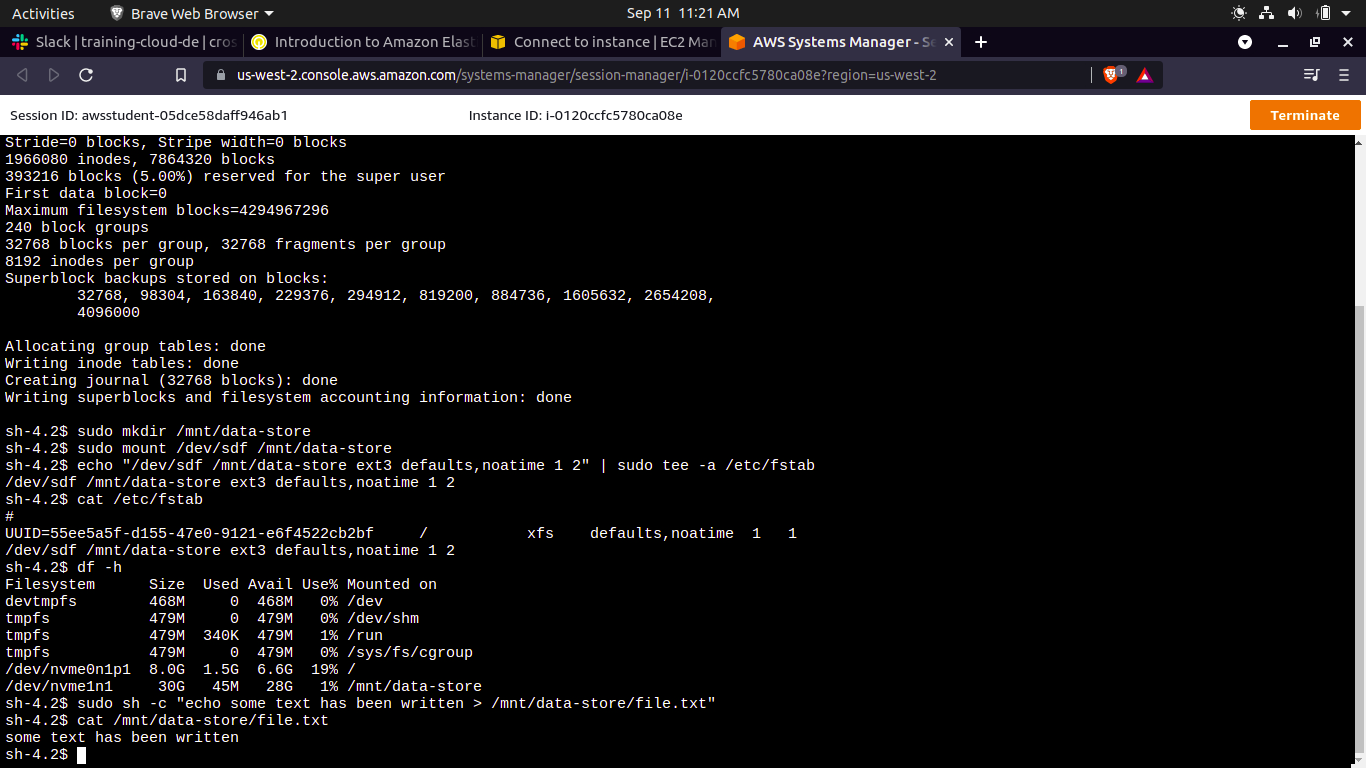 Activities Brave Web Browser Sep 11 11:21 AM
Slack | training-cloud-de | cros Introduction to Amazon Elast Connect to instance | EC2 Man AWS Systems Manager - Se
us-west-2.console.aws.amazon.com/systems-manager/session-manager/i-0120ccfc5780ca08e?region=us-west-2 1
Session ID: awsstudent-05dce58daff946ab1 Instance ID: i-0120ccfc5780ca08e Terminate
Stride=0 blocks, Stripe width=0 blocks
1966080 inodes, 7864320 blocks
393216 blocks (5.00%) reserved for the super user
First data block=0
Maximum filesystem blocks=4294967296
240 block groups
32768 blocks per group, 32768 fragments per group
8192 inodes per group
Superblock backups stored on blocks:
        32768, 98304, 163840, 229376, 294912, 819200, 884736, 1605632, 2654208,
        4096000
Allocating group tables: done
Writing inode tables: done
Creating journal (32768 blocks): done
Writing superblocks and filesystem accounting information: done
sh-4.2$ sudo mkdir /mnt/data-store
sh-4.2$ sudo mount /dev/sdf /mnt/data-store
sh-4.2$ echo "/dev/sdf /mnt/data-store ext3 defaults,noatime 1 2" | sudo tee -a /etc/fstab
/dev/sdf /mnt/data-store ext3 defaults,noatime 1 2
sh-4.2$ cat /etc/fstab
#
UUID=55ee5a5f-d155-47e0-9121-e6f4522cb2bf     /           xfs    defaults,noatime  1   1
/dev/sdf /mnt/data-store ext3 defaults,noatime 1 2
sh-4.2$ df -h
Filesystem      Size  Used Avail Use% Mounted on
devtmpfs        468M     0  468M   0% /dev
tmpfs           479M     0  479M   0% /dev/shm
tmpfs           479M  340K  479M   1% /run
tmpfs           479M     0  479M   0% /sys/fs/cgroup
/dev/nvme0n1p1  8.0G  1.5G  6.6G  19% /
/dev/nvme1n1     30G   45M   28G   1% /mnt/data-store
sh-4.2$ sudo sh -c "echo some text has been written > /mnt/data-store/file.txt"
sh-4.2$ cat /mnt/data-store/file.txt
some text has been written
sh-4.2$